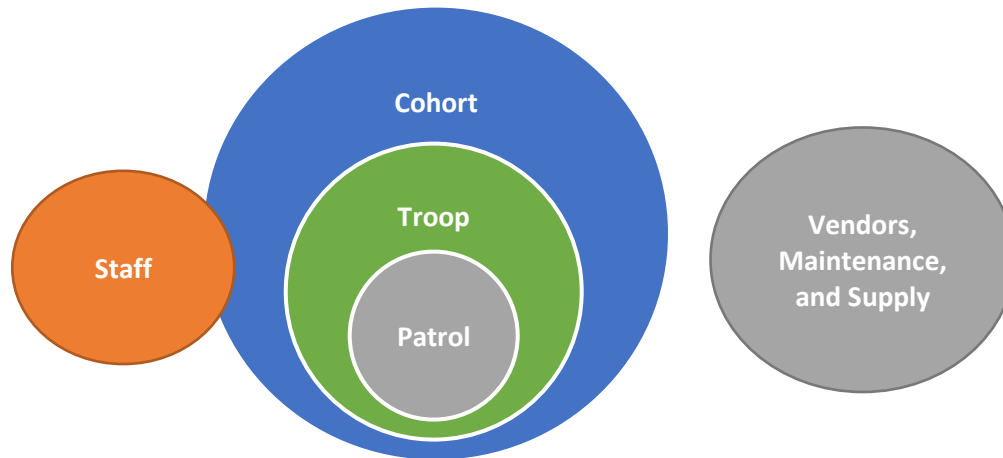 Cohort
Troop
Staff
Patrol
Vendors,
Maintenance,
and Supply